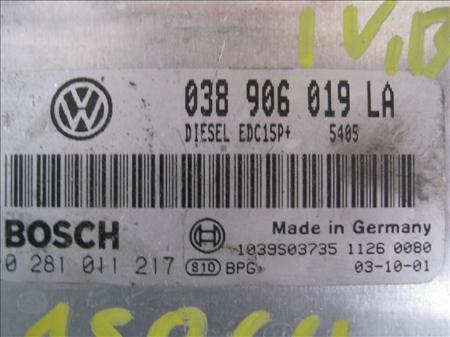 1 V,B
038 906 019 LA
DIESEL EDC15P+ 5405
BOSCH
Made in Germany
1039S03735 1126 0080
0 281 011 217 810 BPG 03-10-01